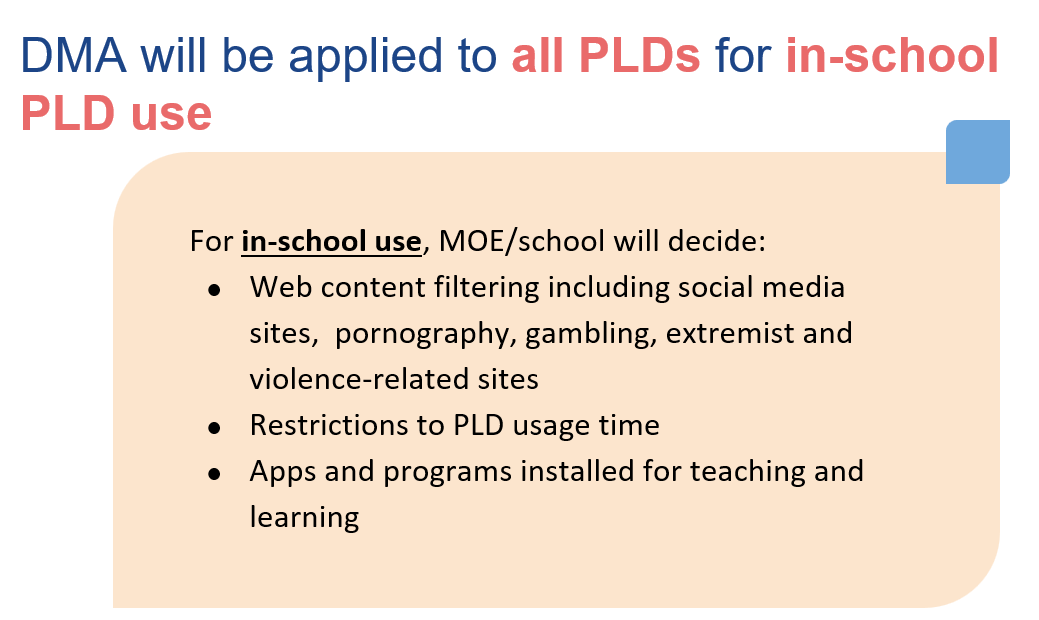 DMA will be applied to all PLDs for in-school
PLD use
For in-school use, MOE/school will decide:
● Web content filtering including social media
sites,  pornography, gambling, extremist and
violence-related sites
● Restrictions to PLD usage time
● Apps and programs installed for teaching and
learning